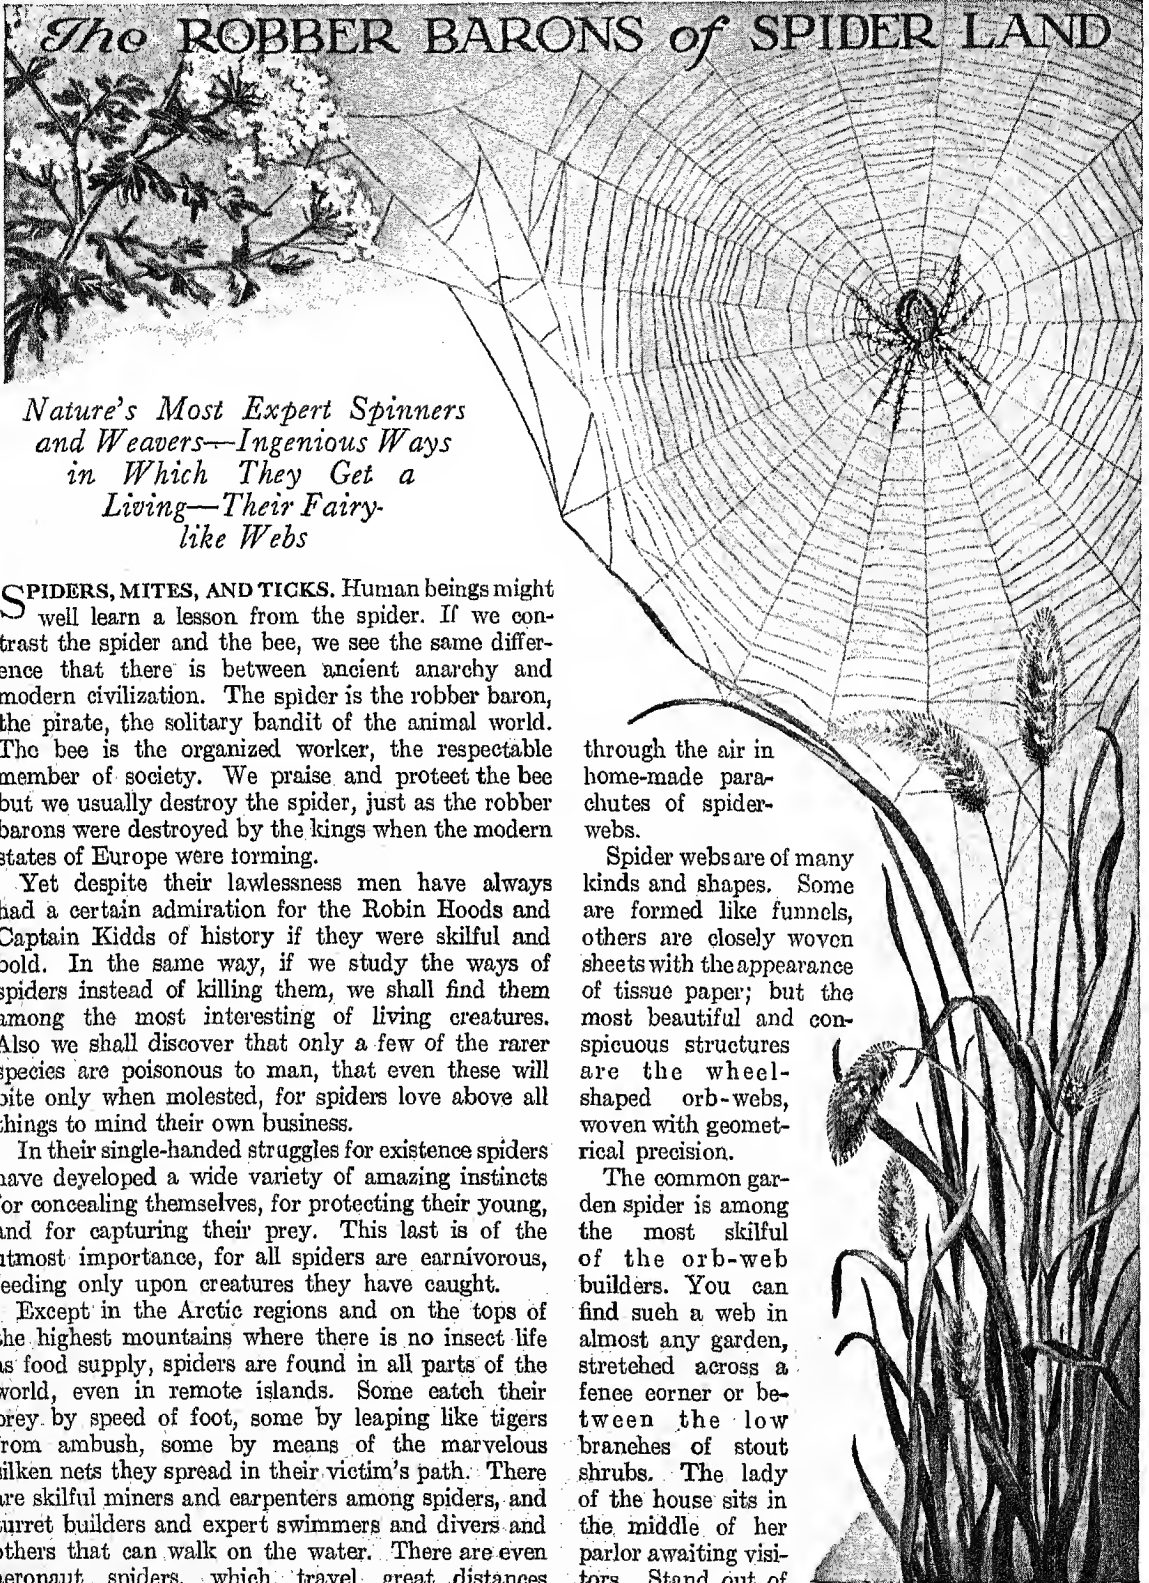 The ROBBER BARONS of SPIDER LAND
Nature's Most Expert Spinners
and Weavers—Ingenious Ways
in Which They Get a
Living—Their Fairy-
like Webs
SPIDERS, MITES, AND TICKS. Human beings might
well learn a lesson from the spider. If we con-
trast the spider and the bee, we see the same differ-
ence that there is between ancient anarchy and
modern civilization. The spider is the robber baron,
the pirate, the solitary bandit of the animal world.
The bee is the organized worker, the respectable
member of society. We praise and protect the bee
but we usually destroy the spider, just as the robber
barons were destroyed by the kings when the modern
states of Europe were forming.
Yet despite their lawlessness men have always
had a certain admiration for the Robin Hoods and
Captain Kidds of history if they were skilful and
bold. In the same way, if we study the ways of
spiders instead of killing them, we shall find them
among the most interesting of living creatures.
Also we shall discover that only a few of the rarer
species are poisonous to man, that even these will
bite only when molested, for spiders love above all
things to mind their own business.
In their single-handed struggles for existence spiders
have developed a wide variety of amazing instincts
for concealing themselves, for protecting their young,
and for capturing their prey. This last is of the
utmost importance, for all spiders are carnivorous,
feeding only upon creatures they have caught.
Except in the Arctic regions and on the tops of
the highest mountains where there is no insect life
as food supply, spiders are found in all parts of the
world, even in remote islands. Some catch their
prey by speed of foot, some by leaping like tigers
from ambush, some by means of the marvelous
silken nets they spread in their victim's path. There
are skilful miners and carpenters among spiders, and
turret builders and expert swimmers and divers and
others that can walk on the water. There are even
aeronaut spiders, which travel great distances
through the air in
home-made para-
chutes of spider-
webs.
Spider webs are of many
kinds and shapes. Some
are formed like funnels,
others are closely woven
sheets with the appearance
of tissue paper; but the
most beautiful and con-
spicuous structures
are the wheel-
shaped orb-webs,
woven with geomet-
rical precision.
The common gar-
den spider is among
the most skilful
of the orb-web
builders. You can
find such a web in
almost any garden,
stretched across a
fence corner or be-
tween the low
branches of stout
shrubs. The lady
of the house sits in
the middle of her
parlor awaiting visi-
tors. Stand out of